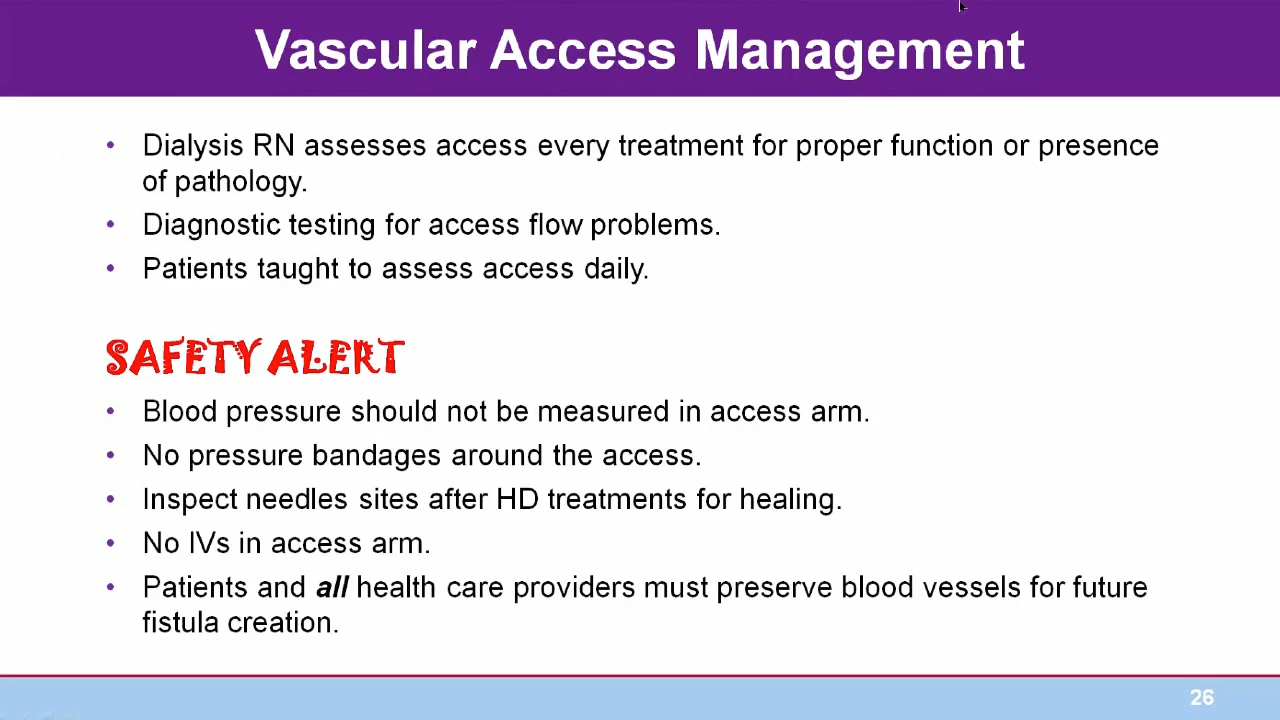 Vascular Access Management
• Dialysis RN assesses access every treatment for proper function or presence
of pathology.
• Diagnostic testing for access flow problems.
• Patients taught to assess access daily.
SAFETY ALERT
• Blood pressure should not be measured in access arm.
• No pressure bandages around the access.
• Inspect needles sites after HD treatments for healing.
• No IVs in access arm.
• Patients and all health care providers must preserve blood vessels for future
fistula creation.
26